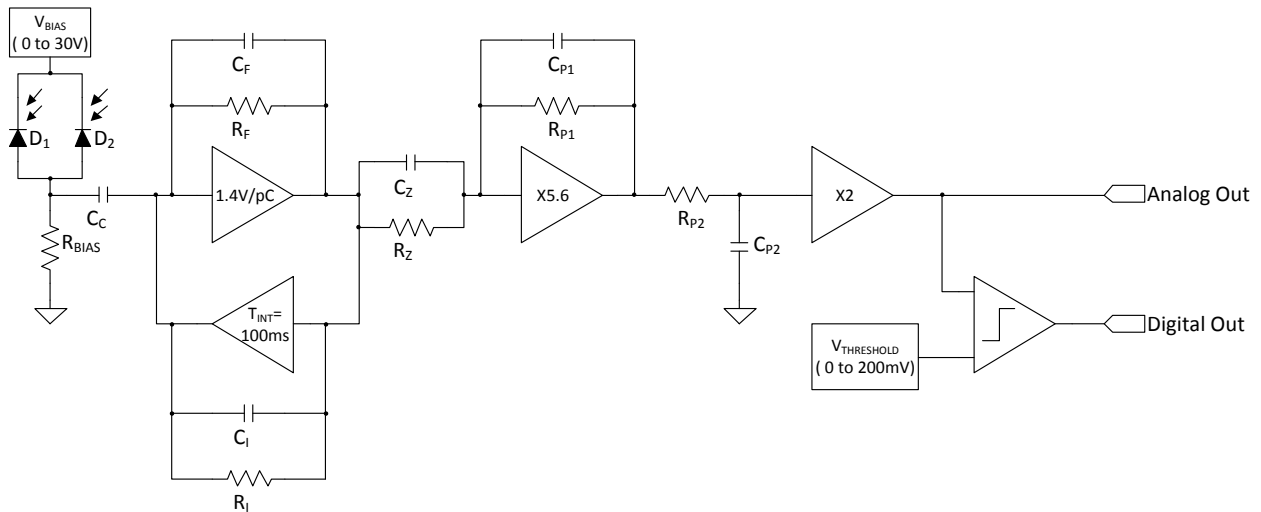 V_BIAS
( 0 to 30V)
D_1
D_2
C_C
R_BIAS
C_F
R_F
1.4V/pC
T_INT=
100ms
C_I
R_I
C_Z
R_Z
C_P1
R_P1
X5.6
R_P2
C_P2
X2
Analog Out
V_THRESHOLD
( 0 to 200mV)
Digital Out